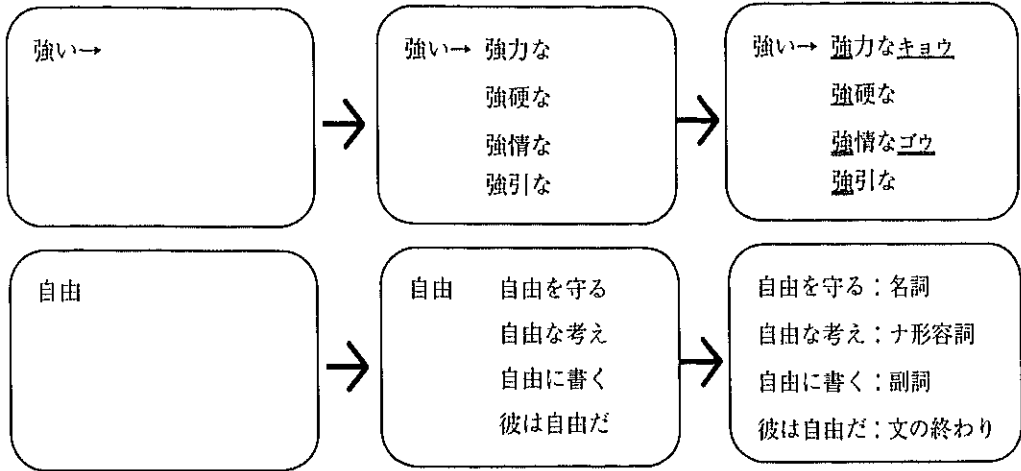 強い→
強い→ 強力な
強硬な
強情な
強引な
強い→ 強力なキョウ
強硬な
強情なゴウ
強引な
自由
自由 自由を守る
自由な考え
自由に書く
彼は自由だ
自由を守る：名詞
自由な考え：ナ形容詞
自由に書く：副詞
彼は自由だ：文の終わり